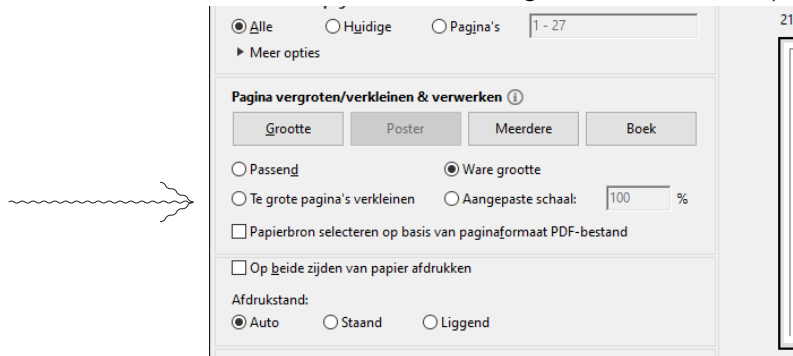 Alle Huidige Pagina's 1 - 27
Meer opties
Pagina vergroten/verkleinen & verwerken
Grootte Poster Meerdere Boek
Passend Ware grootte
Te grote pagina's verkleinen Aangepaste schaal: 100 %
Papierbron selecteren op basis van paginaformaat PDF-bestand
Op beide zijden van papier afdrukken
Afdrukstand:
Auto Staand Liggend